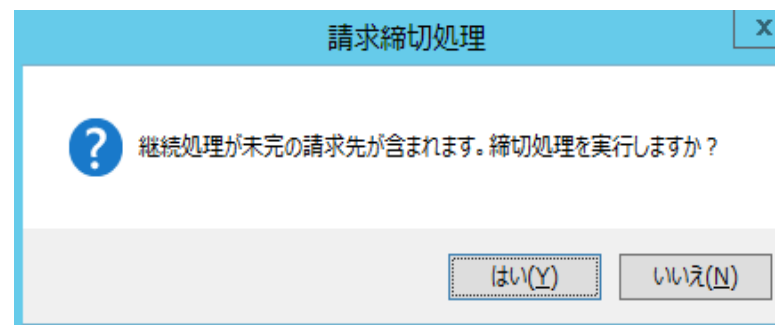 請求締切処理
x
?
継続処理が未完の請求先が含まれます。締切処理を実行しますか？
はい(Y)
いいえ(N)